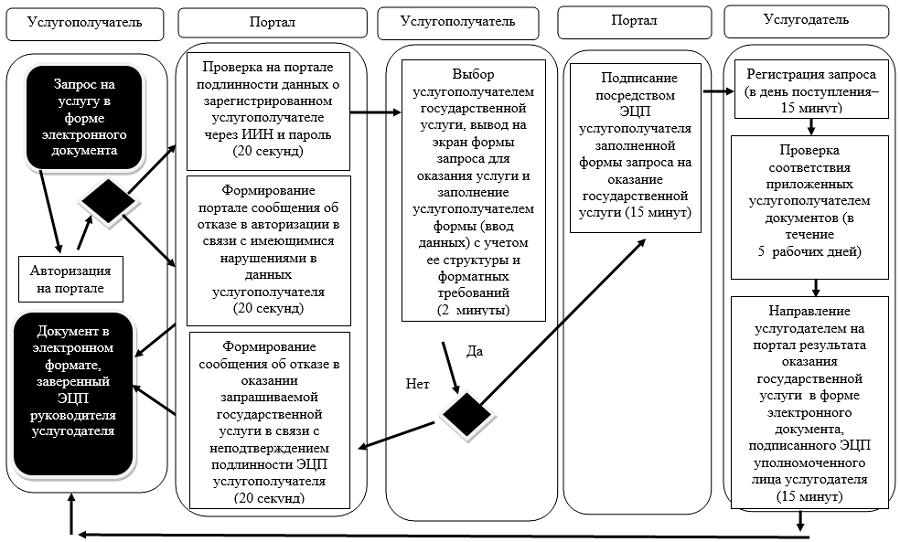 Услугополучатель
Портал
Услугополучатель
Портал
Услугодатель
Запрос на
услугу в
форме
электронного
документа
Авторизация
на портале
Документ в
электронном
формате,
заверенный
ЭЦП
руководителя
услугодателя
Проверка на портале
подлинности данных о
зарегистрированном
услугополучателе
через ИИН и пароль
(20 секунд)
Формирование
портале сообщения об
отказе в авторизации в
связи с имеющимися
нарушениями в
данных
услугополучателя
(20 секунд)
Формирование
сообщения об отказе в
оказании
запрашиваемой
государственной
услуги в связи с
неподтверждением
подлинности ЭЦП
услугополучателя
(20 секунд)
Выбор
услугополучателем
государственной
услуги, вывод на
экран формы
запроса для
оказания услуги и
заполнение
услугополучателем
формы (ввод
данных) с учетом
ее структуры и
форматных
требований
(2 минуты)
Да
Нет
Подписание
посредством
ЭЦП
услугополучателя
заполненной
формы запроса на
оказание
государственной
услуги (15 минут)
Регистрация запроса
(в день поступления–
15 минут)
Проверка
соответствия
приложенных
услугополучателем
документов (в
течение
5 рабочих дней)
Направление
услугодателем на
портал результата
оказания
государственной
услуги в форме
электронного
документа,
подписанного ЭЦП
уполномоченного
лица услугодателя
(15 минут)